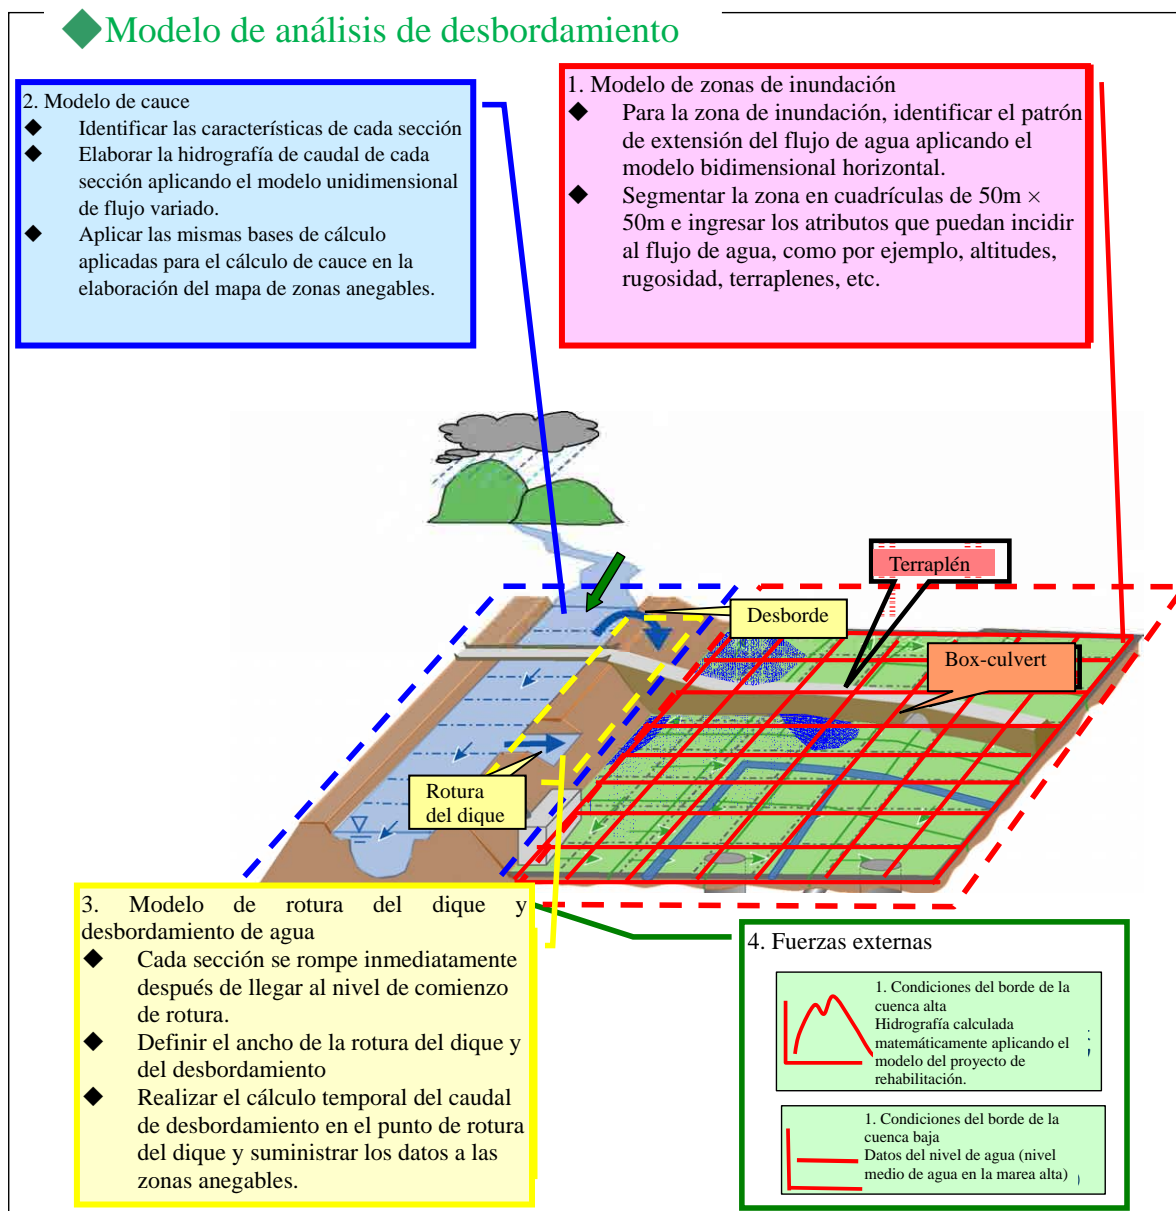 ◆Modelo de análisis de desbordamiento
2. Modelo de cauce
◆ Identificar las características de cada sección
◆ Elaborar la hidrografía de caudal de cada
sección aplicando el modelo unidimensional
de flujo variado.
◆ Aplicar las mismas bases de cálculo
aplicadas para el cálculo de cauce en la
elaboración del mapa de zonas anegables.
1. Modelo de zonas de inundación
◆ Para la zona de inundación, identificar el patrón
de extensión del flujo de agua aplicando el
modelo bidimensional horizontal.
◆ Segmentar la zona en cuadrículas de 50m ×
50m e ingresar los atributos que puedan incidir
al flujo de agua, como por ejemplo, altitudes,
rugosidad, terraplenes, etc.
Terraplén
Desborde
Box-culvert
Rotura
del dique
3. Modelo de rotura del dique y
desbordamiento de agua
◆ Cada sección se rompe inmediatamente
después de llegar al nivel de comienzo
de rotura.
◆ Definir el ancho de la rotura del dique y
del desbordamiento
◆ Realizar el cálculo temporal del caudal
de desbordamiento en el punto de rotura
del dique y suministrar los datos a las
zonas anegables.
4. Fuerzas externas
1. Condiciones del borde de la
cuenca alta
Hidrografía calculada
matemáticamente aplicando el
modelo del proyecto de
rehabilitación.
1. Condiciones del borde de la
cuenca baja
Datos del nivel de agua (nivel
medio de agua en la marea alta)